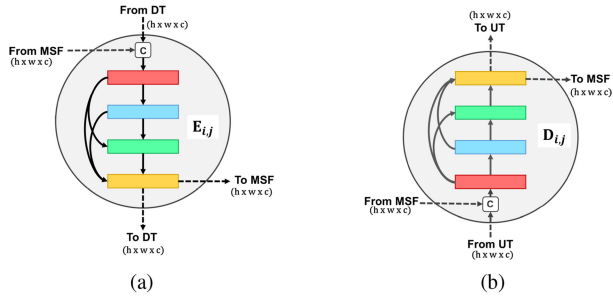 From DT
(h x w x c)
From MSF
(h x w x c)
C
E_{i,j}
To MSF
(h x w x c)
To DT
(h x w x c)
(a)
(h x w x c)
To UT
To MSF
(h x w x c)
D_{i,j}
From MSF
(h x w x c)
C
From UT
(h x w x c)
(b)